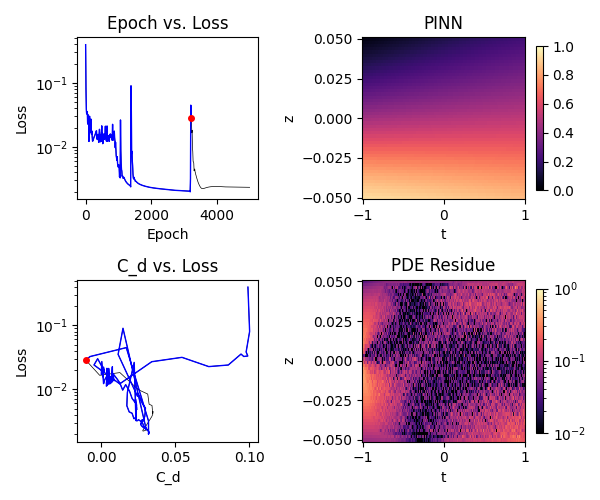 Epoch vs. Loss
Loss
10⁻¹
10⁻²
0
2000
4000
Epoch
PINN
z
0.050
0.025
0.000
−0.025
−0.050
−1
0
1
t
1.0
0.8
0.6
0.4
0.2
0.0
C_d vs. Loss
Loss
10⁻¹
10⁻²
0.00
0.05
0.10
C_d
PDE Residue
z
0.050
0.025
0.000
−0.025
−0.050
−1
0
1
t
10⁰
10⁻¹
10⁻²